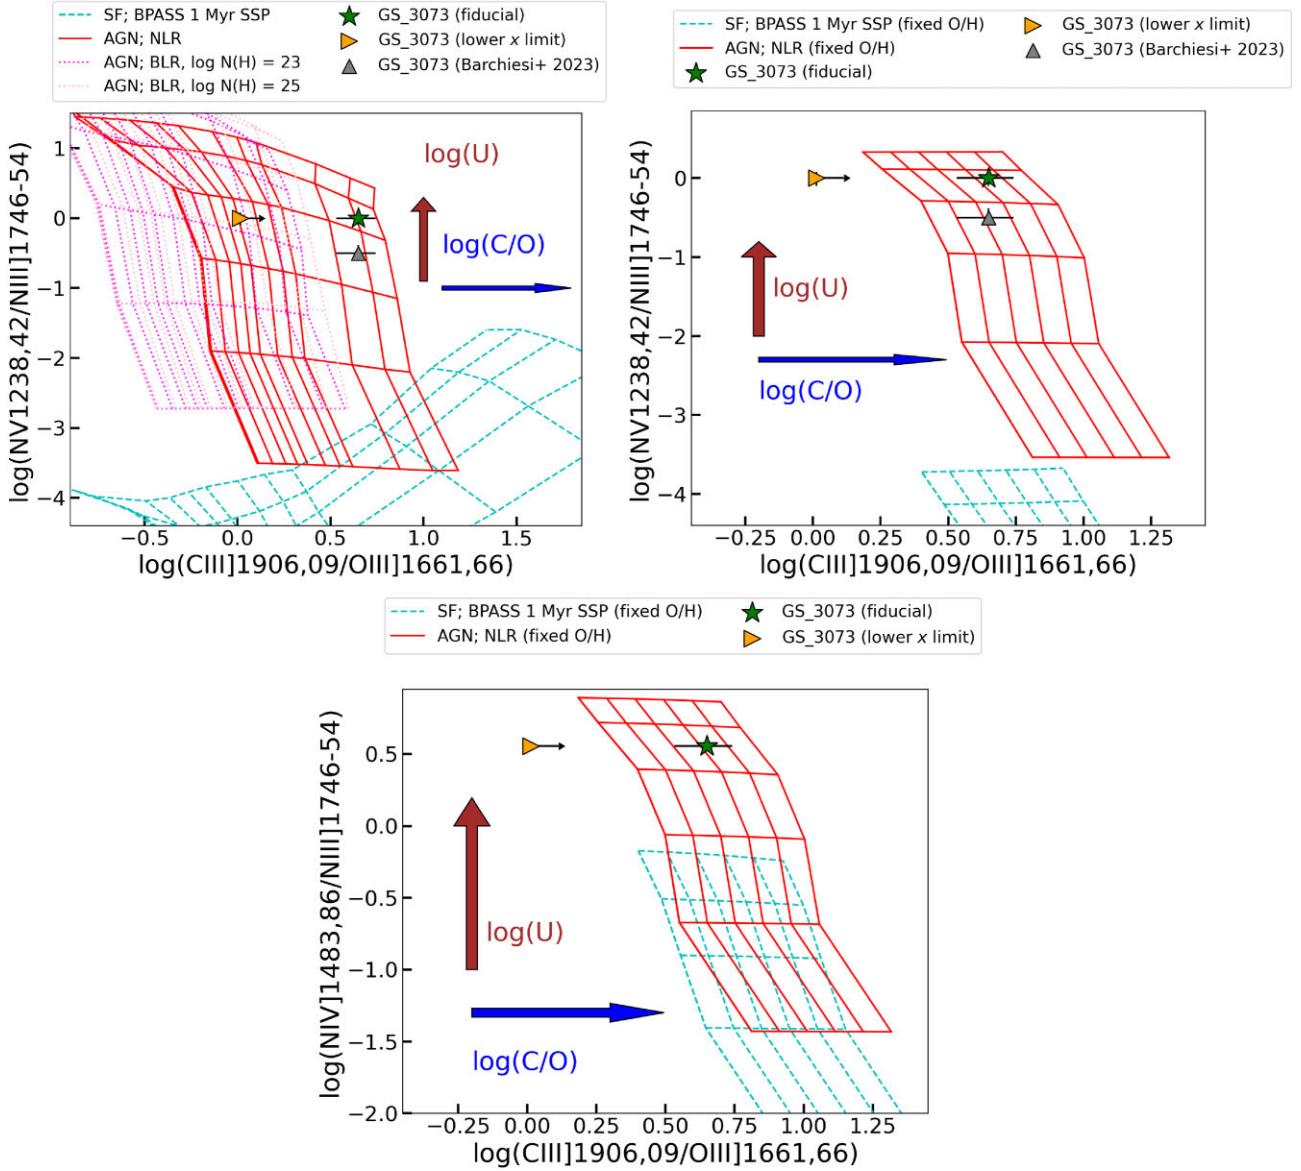 SF; BPASS 1 Myr SSP
AGN; NLR
AGN; BLR, log N(H) = 23
AGN; BLR, log N(H) = 25
GS_3073 (fiducial)
GS_3073 (lower x limit)
GS_3073 (Barchiesi+ 2023)
log(NV1238,42/NIII]1746-54)
1
0
−1
−2
−3
−4
log(U)
log(C/O)
−0.5
0.0
0.5
1.0
1.5
log(CIII]1906,09/OIII]1661,66)
SF; BPASS 1 Myr SSP (fixed O/H)
AGN; NLR (fixed O/H)
GS_3073 (fiducial)
GS_3073 (lower x limit)
GS_3073 (Barchiesi+ 2023)
log(NV1238,42/NIII]1746-54)
0
−1
−2
−3
−4
log(U)
log(C/O)
−0.25
0.00
0.25
0.50
0.75
1.00
1.25
log(CIII]1906,09/OIII]1661,66)
SF; BPASS 1 Myr SSP (fixed O/H)
AGN; NLR (fixed O/H)
GS_3073 (fiducial)
GS_3073 (lower x limit)
log(NIV]1483,86/NIII]1746-54)
0.5
0.0
−0.5
−1.0
−1.5
−2.0
log(U)
log(C/O)
−0.25
0.00
0.25
0.50
0.75
1.00
1.25
log(CIII]1906,09/OIII]1661,66)